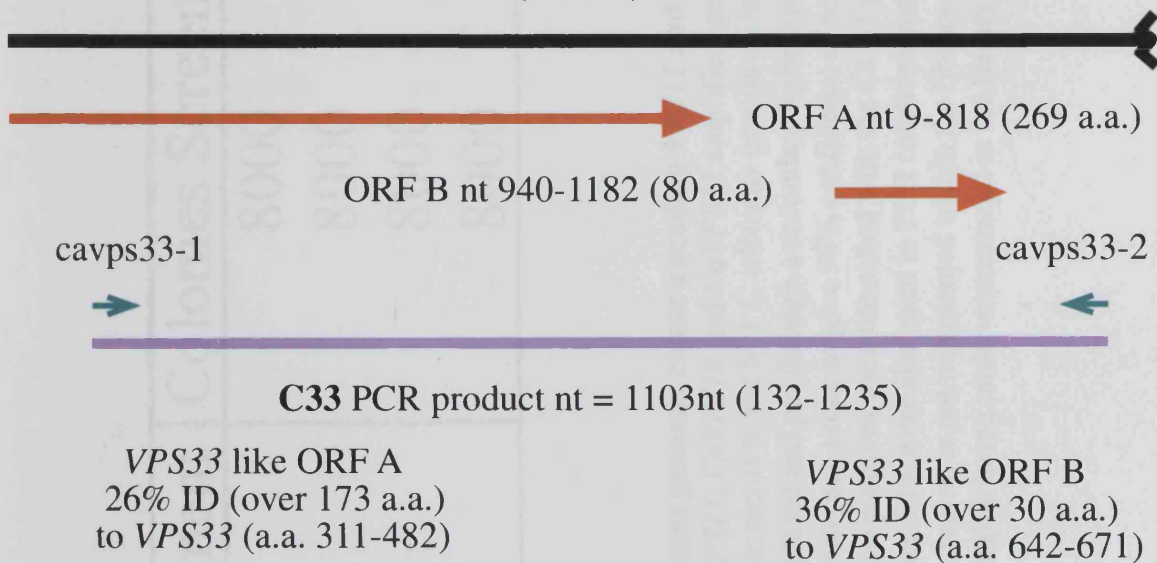 ORF A nt 9-818 (269 a.a.)
ORF B nt 940-1182 (80 a.a.)
cavps33-1
cavps33-2
C33 PCR product nt = 1103nt (132-1235)
VPS33 like ORF A
26% ID (over 173 a.a.)
to VPS33 (a.a. 311-482)
VPS33 like ORF B
36% ID (over 30 a.a.)
to VPS33 (a.a. 642-671)